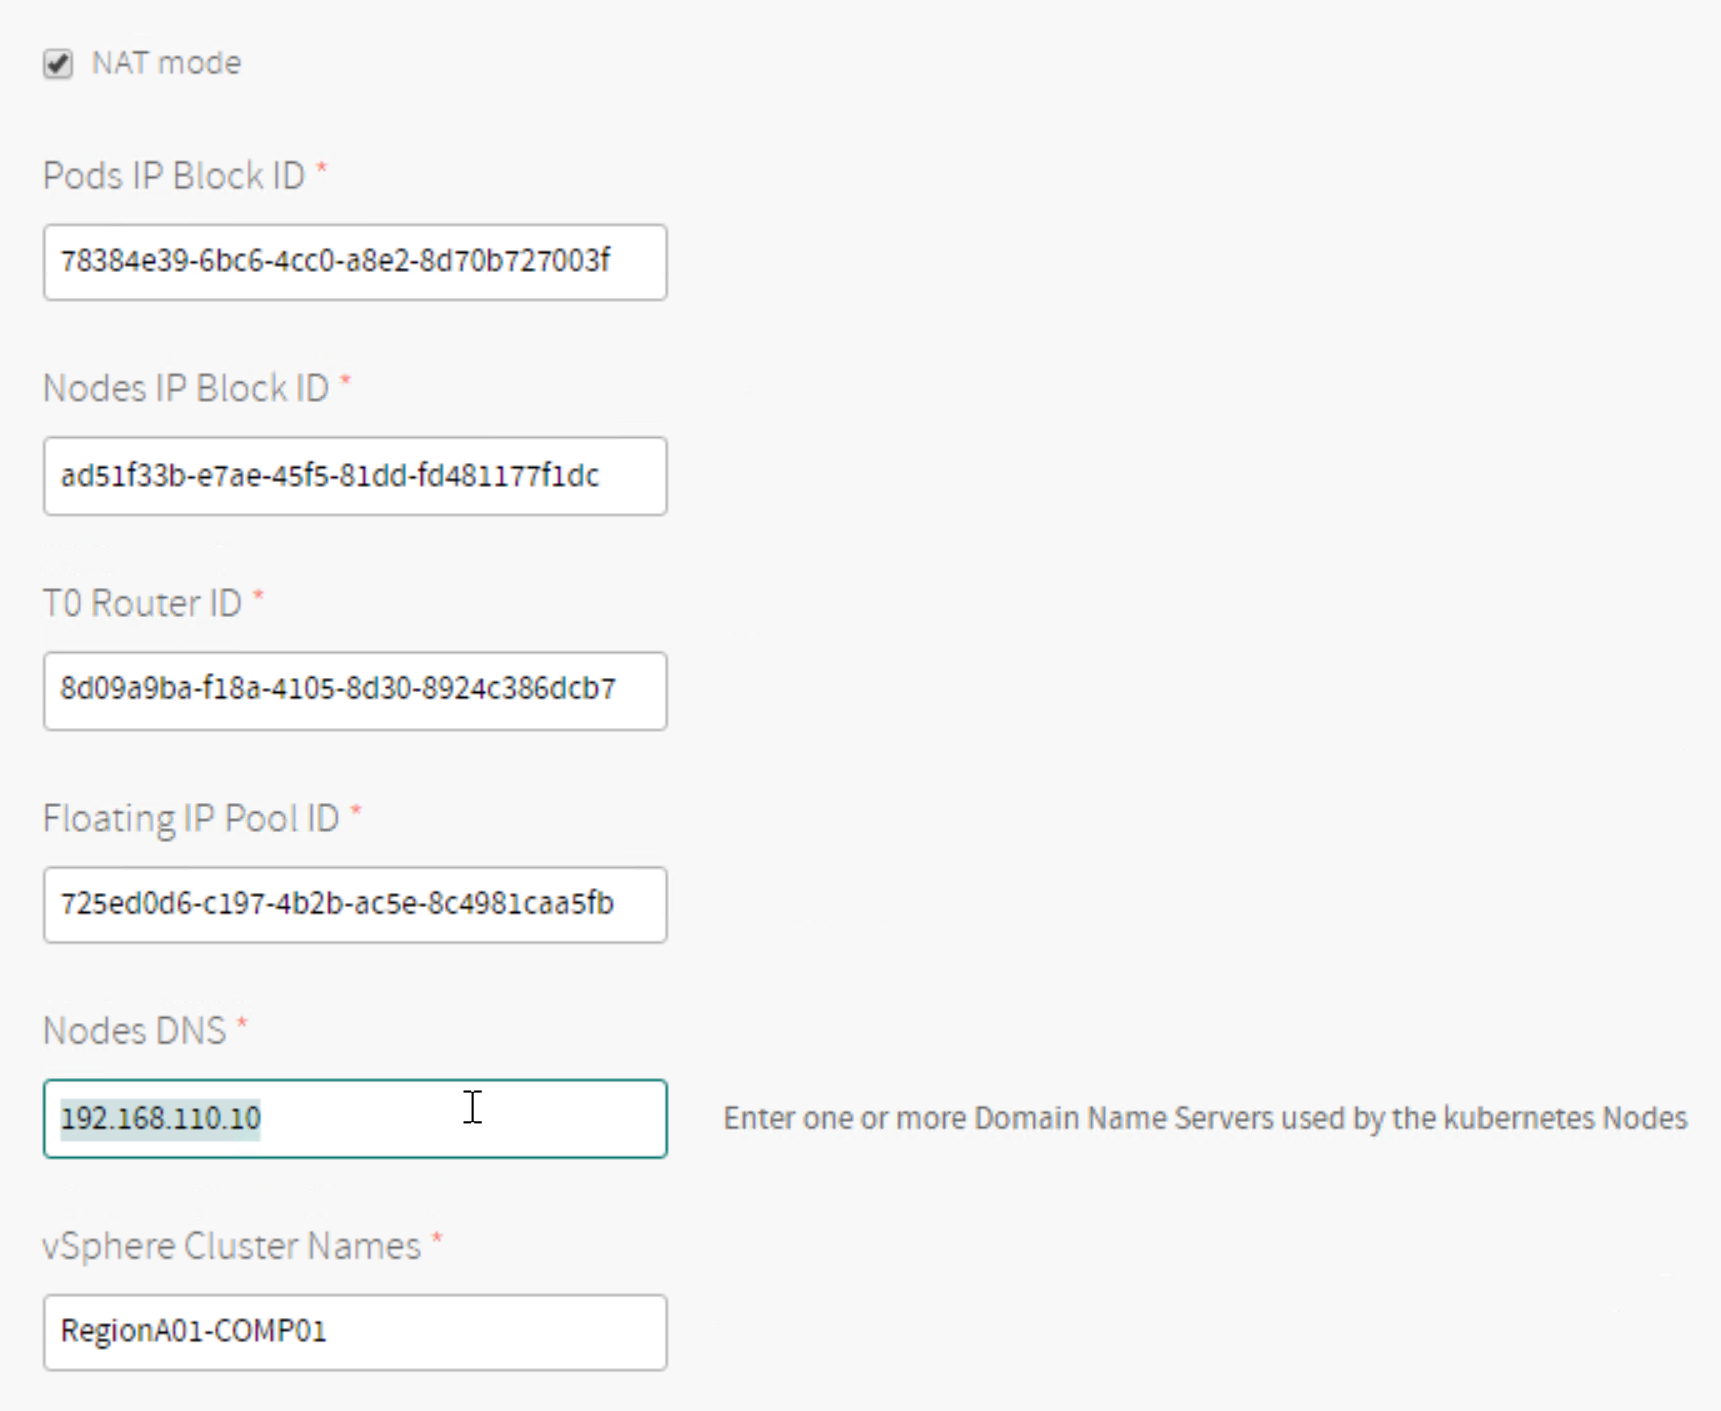 NAT mode
Pods IP Block ID *
78384e39-6bc6-4cc0-a8e2-8d70b727003f
Nodes IP Block ID *
ad51f33b-e7ae-45f5-81dd-fd481177f1dc
T0 Router ID *
8d09a9ba-f18a-4105-8d30-8924c386dcb7
Floating IP Pool ID *
725ed0d6-c197-4b2b-ac5e-8c4981caa5fb
Nodes DNS *
192.168.110.10 Enter one or more Domain Name Servers used by the kubernetes Nodes
vSphere Cluster Names *
RegionA01-COMP01